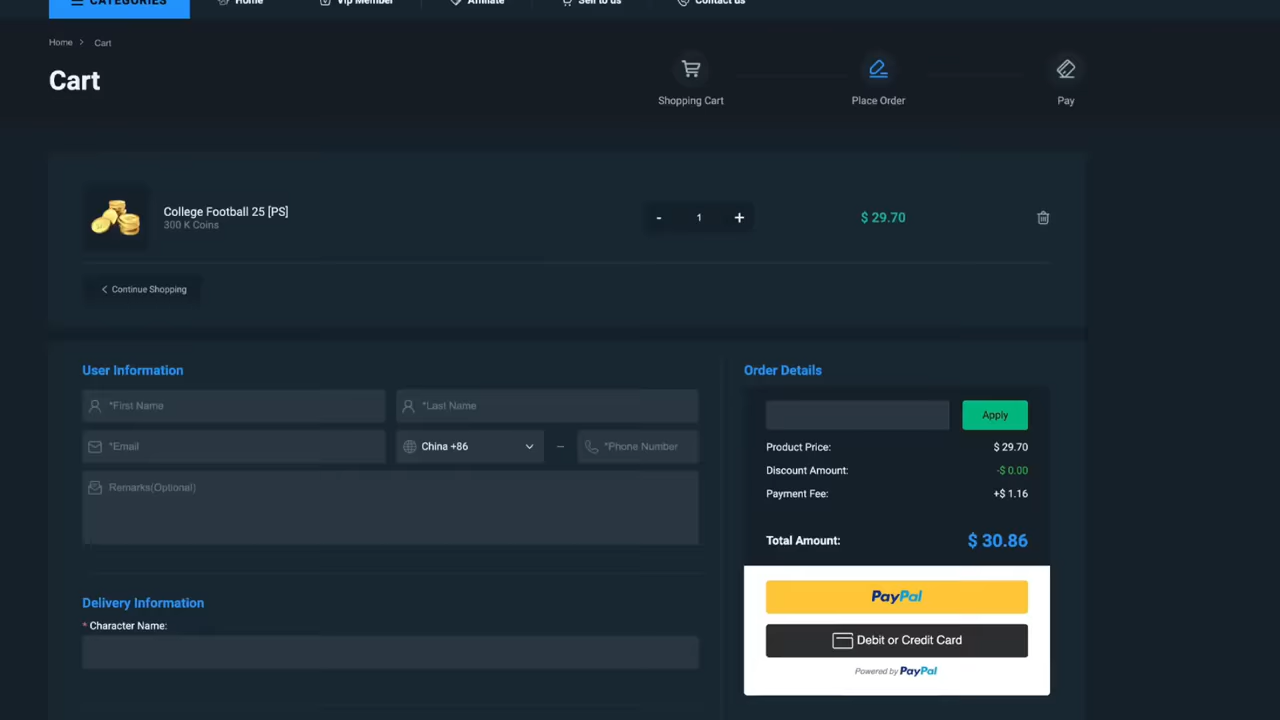 CATEGORIES
Home
Vip Member
Affiliate
Sell to us
Contact us
Home > Cart
Cart
Shopping Cart
Place Order
Pay
College Football 25 [PS]
300 K Coins
- 1 +
$ 29.70
< Continue Shopping
User Information
*First Name
*Last Name
*Email
China +86
–
*Phone Number
Remarks(Optional)
Delivery Information
* Character Name:
Order Details
Apply
Product Price: $ 29.70
Discount Amount: -$ 0.00
Payment Fee: +$ 1.16
Total Amount: $ 30.86
PayPal
Debit or Credit Card
Powered by PayPal